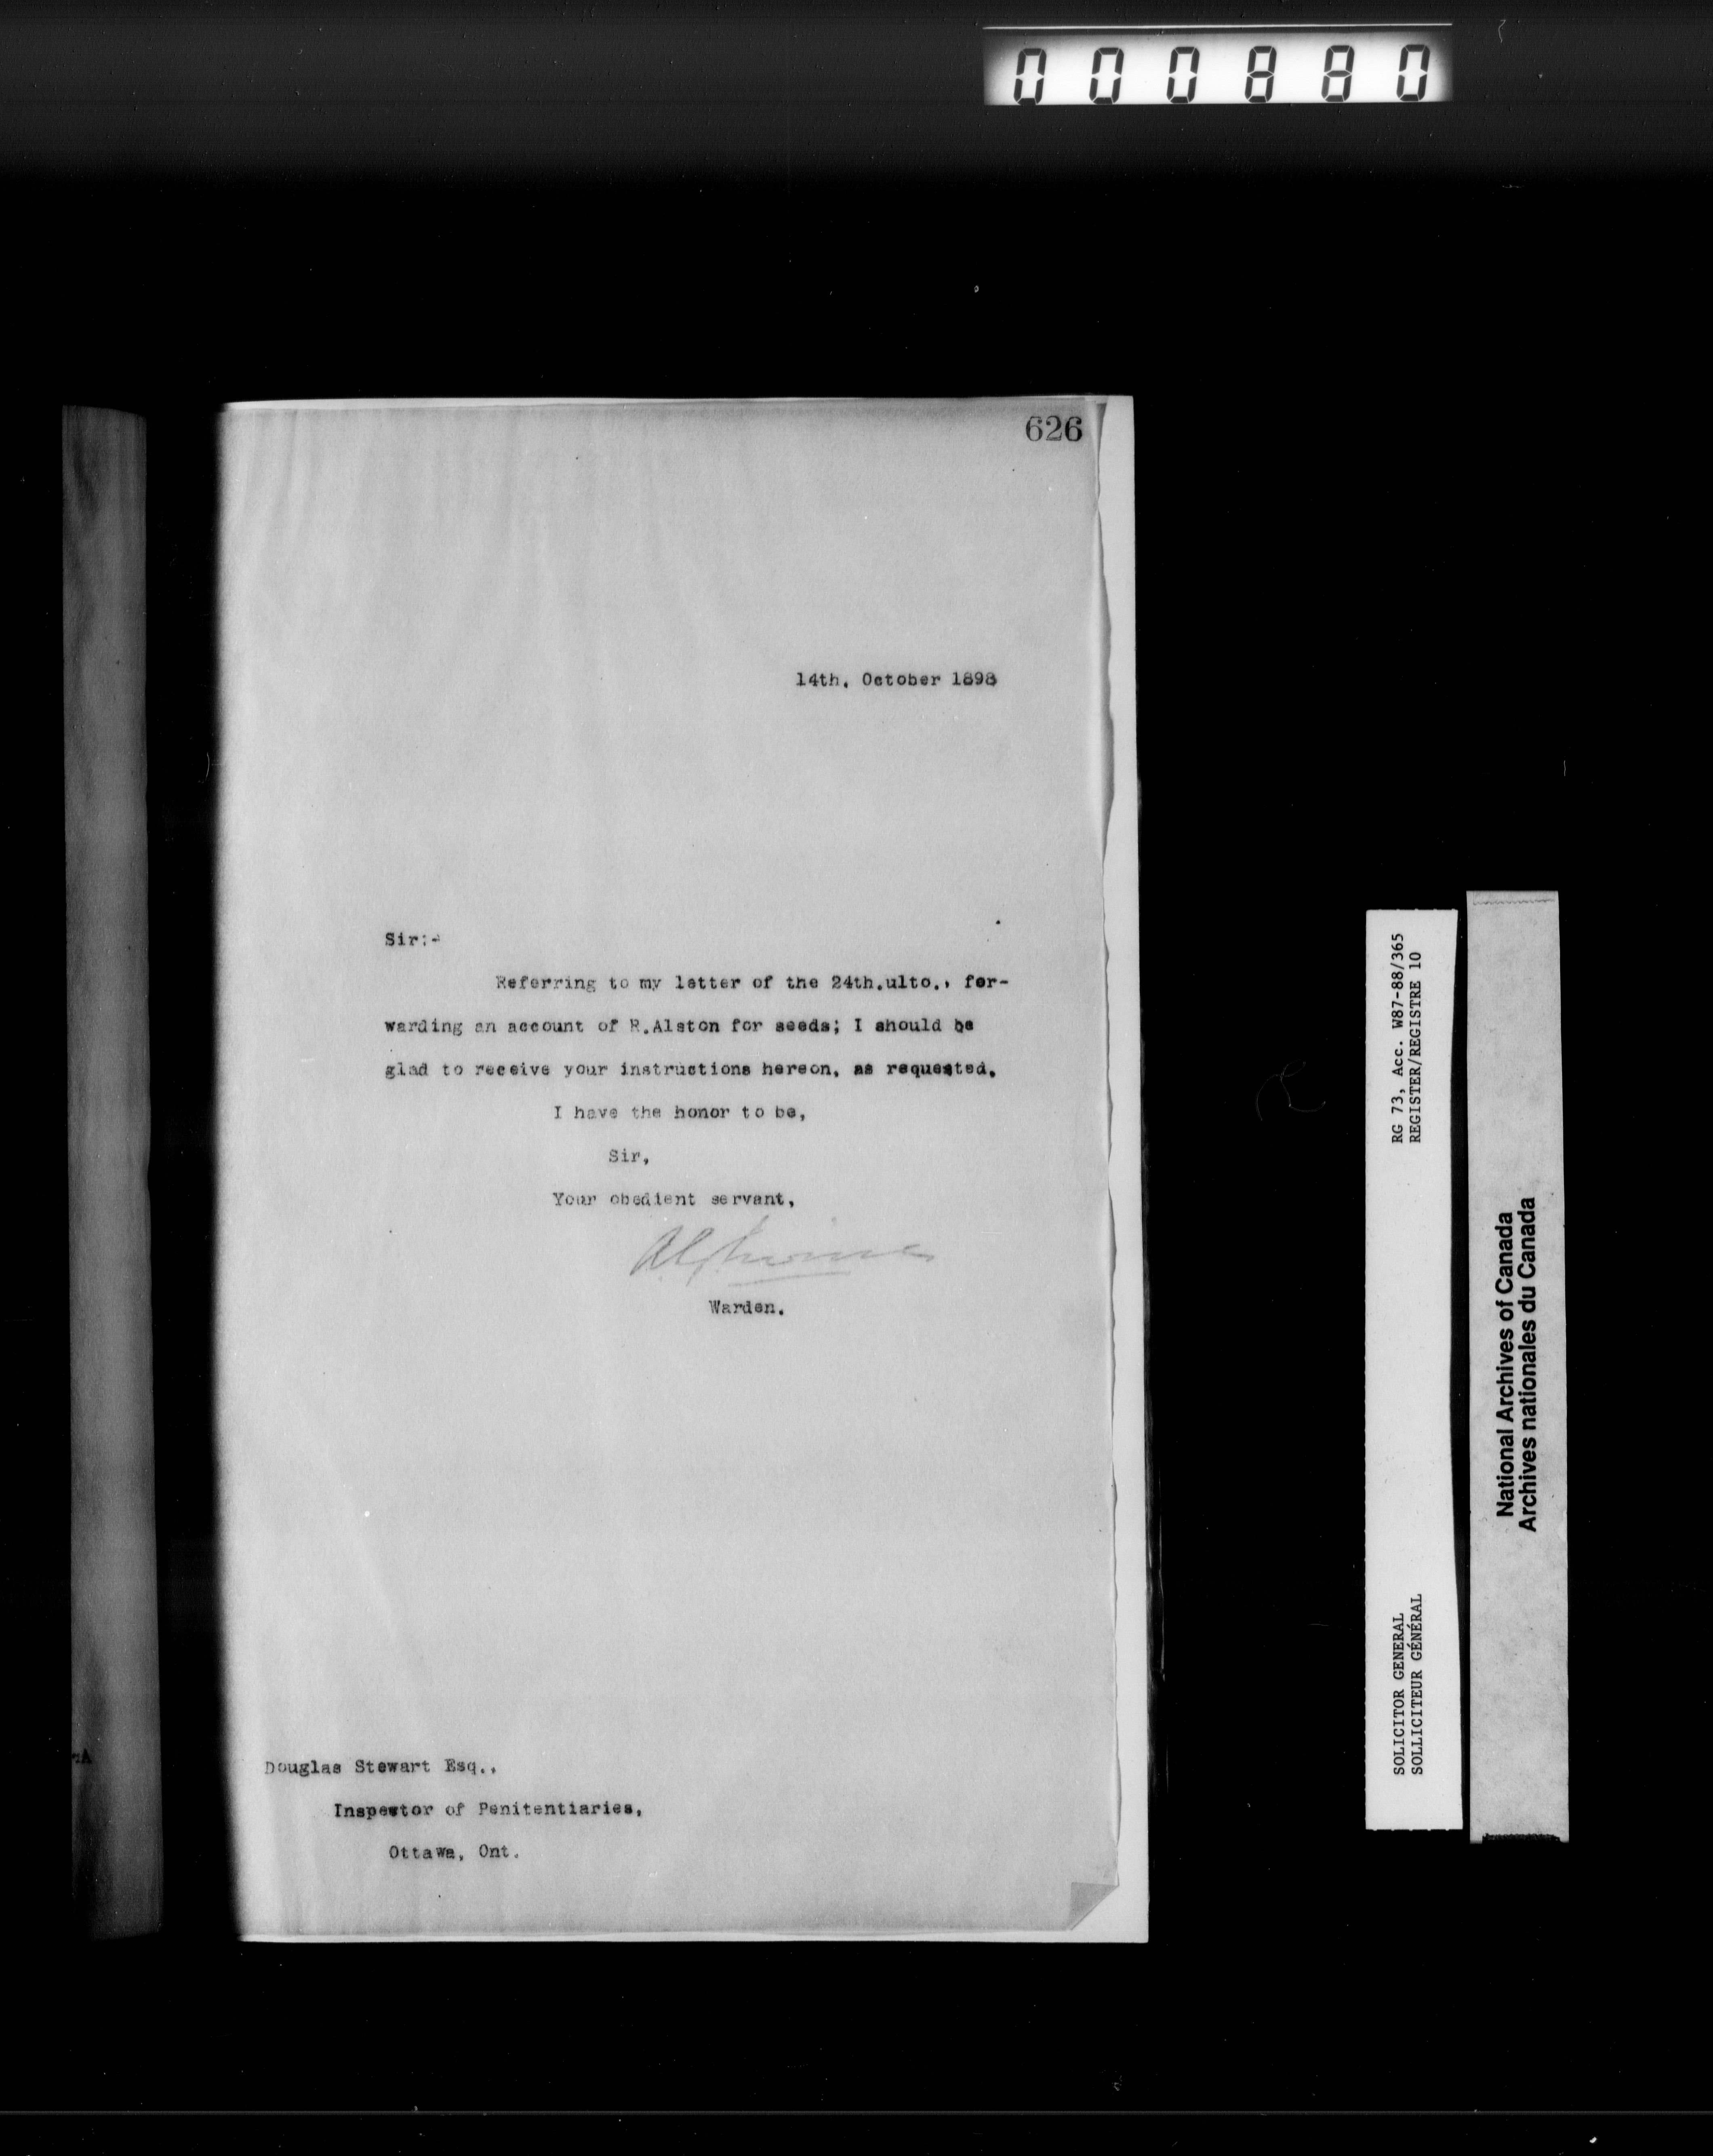 000880
626
14th. October 1898
Sir:-
Referring to my letter of the 24th.ulto., for-
warding an account of R.Alston for seeds; I should be
glad to receive your instructions hereon, as requested.
I have the honor to be,
Sir,
Your obedient servant,
Warden.
Douglas Stewart Esq.,
Inspector of Penitentiaries,
Ottawa, Ont.
RG 73, Acc. W87-88/365
REGISTER/REGISTRE 10
SOLICITOR GENERAL
SOLLICITEUR GÉNÉRAL
National Archives of Canada
Archives nationales du Canada